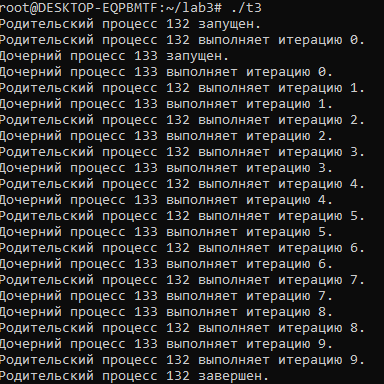 root@DESKTOP-EQPBMTF:~/lab3# ./t3
Родительский процесс 132 запущен.
Родительский процесс 132 выполняет итерацию 0.
Дочерний процесс 133 запущен.
Дочерний процесс 133 выполняет итерацию 0.
Родительский процесс 132 выполняет итерацию 1.
Дочерний процесс 133 выполняет итерацию 1.
Родительский процесс 132 выполняет итерацию 2.
Дочерний процесс 133 выполняет итерацию 2.
Родительский процесс 132 выполняет итерацию 3.
Дочерний процесс 133 выполняет итерацию 3.
Родительский процесс 132 выполняет итерацию 4.
Дочерний процесс 133 выполняет итерацию 4.
Родительский процесс 132 выполняет итерацию 5.
Дочерний процесс 133 выполняет итерацию 5.
Родительский процесс 132 выполняет итерацию 6.
Дочерний процесс 133 выполняет итерацию 6.
Родительский процесс 132 выполняет итерацию 7.
Дочерний процесс 133 выполняет итерацию 7.
Дочерний процесс 133 выполняет итерацию 8.
Родительский процесс 132 выполняет итерацию 8.
Дочерний процесс 133 выполняет итерацию 9.
Родительский процесс 132 выполняет итерацию 9.
Родительский процесс 132 завершен.